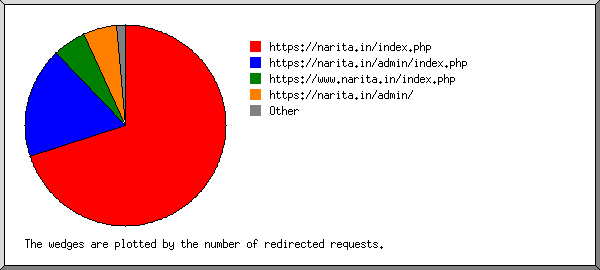 https://narita.in/index.php
https://narita.in/admin/index.php
https://www.narita.in/index.php
https://narita.in/admin/
Other
The wedges are plotted by the number of redirected requests.